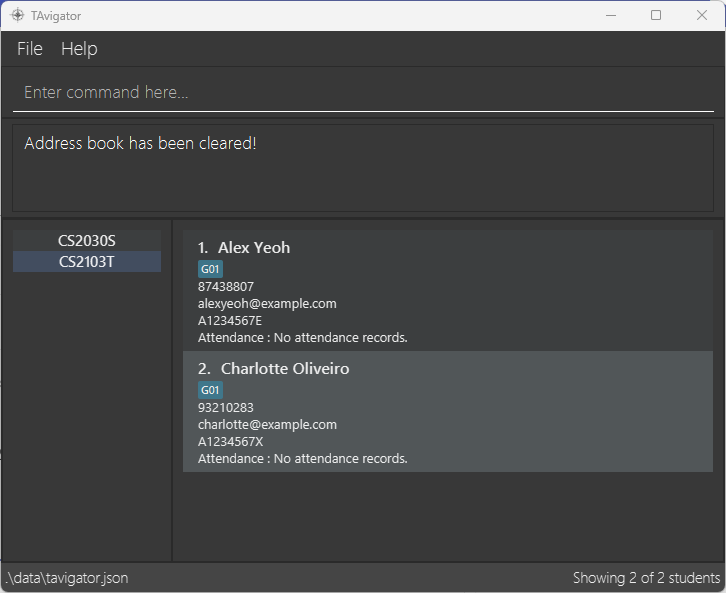 TAvigator
File Help
Enter command here...
Address book has been cleared!
CS2030S
CS2103T
1. Alex Yeoh
G01
87438807
alexyeoh@example.com
A1234567E
Attendance : No attendance records.
2. Charlotte Oliveiro
G01
93210283
charlotte@example.com
A1234567X
Attendance : No attendance records.
.\data\tavigator.json
Showing 2 of 2 students